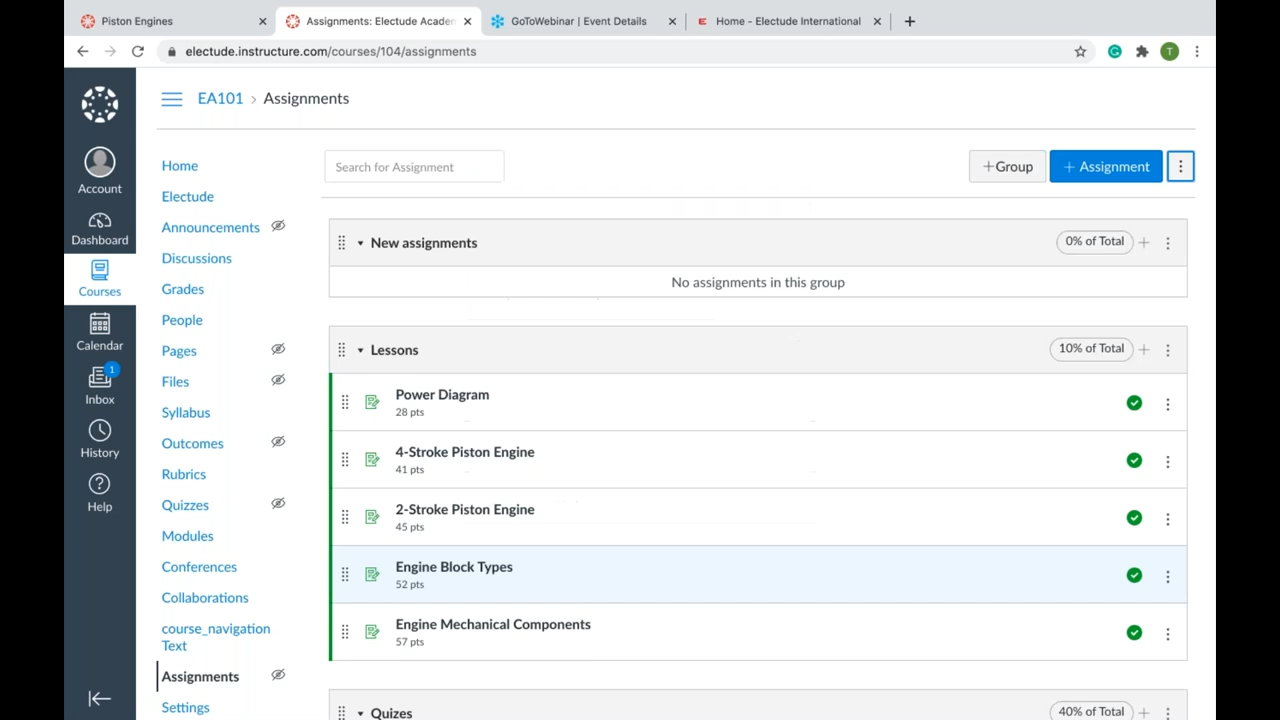 Piston Engines
Assignments: Electude Academ
GoToWebinar | Event Details
Home - Electude International
electude.instructure.com/courses/104/assignments
T
EA101 > Assignments
Account
Dashboard
Courses
Calendar
1
Inbox
History
Help
Home
Electude
Announcements
Discussions
Grades
People
Pages
Files
Syllabus
Outcomes
Rubrics
Quizzes
Modules
Conferences
Collaborations
course_navigation
Text
Assignments
Settings
Search for Assignment
+Group
+ Assignment
New assignments
0% of Total
No assignments in this group
Lessons
10% of Total
Power Diagram
28 pts
4-Stroke Piston Engine
41 pts
2-Stroke Piston Engine
45 pts
Engine Block Types
52 pts
Engine Mechanical Components
57 pts
Quizes
40% of Total